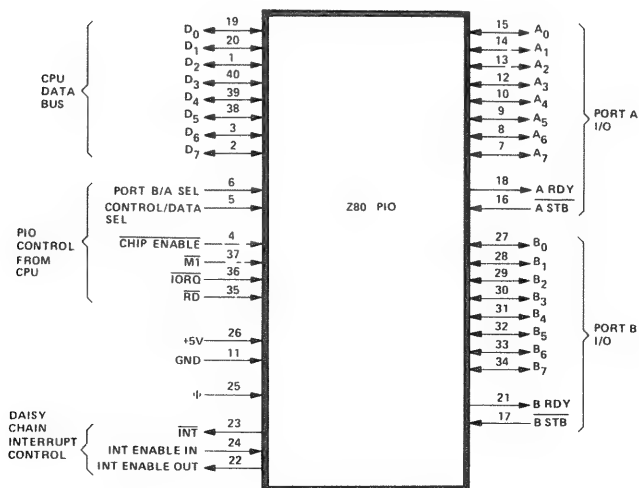 CPU
DATA
BUS
D0 19
D1 20
D2 1
D3 40
D4 39
D5 38
D6 3
D7 2
PIO
CONTROL
FROM
CPU
PORT B/A SEL 6
CONTROL/DATA 5
SEL
CHIP ENABLE 4
M1 37
IORQ 36
RD 35
+5V 26
GND 11
ϕ 25
DAISY
CHAIN
INTERRUPT
CONTROL
INT 23
INT ENABLE IN 24
INT ENABLE OUT 22
Z80 PIO
15 A0
14 A1
13 A2
12 A3
10 A4
9 A5
8 A6
7 A7
18 A RDY
16 A STB
PORT A
I/O
27 B0
28 B1
29 B2
30 B3
31 B4
32 B5
33 B6
34 B7
21 B RDY
17 B STB
PORT B
I/O